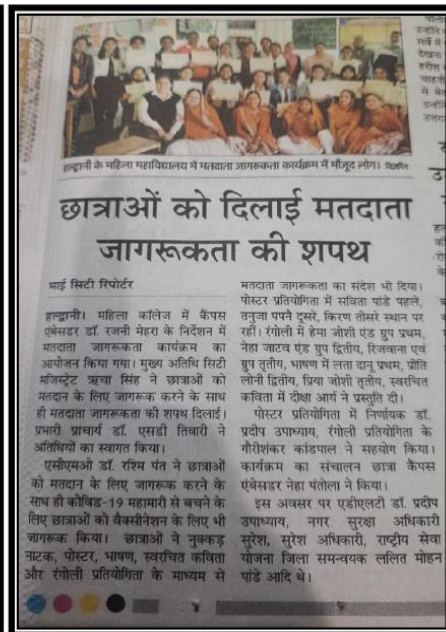 हल्द्वानी के महिला महाविद्यालय में मतदाता जागरूकता कार्यक्रम में मौजूद लोग। विज्ञप्ति
छात्राओं को दिलाई मतदाता
जागरूकता की शपथ
माई सिटी रिपोर्टर
हल्द्वानी। महिला कॉलेज में कैंपस
एंबेसडर डॉ. रजनी मेहरा के निर्देशन में
मतदाता जागरूकता कार्यक्रम का
आयोजन किया गया। मुख्य अतिथि सिटी
मजिस्ट्रेट ऋचा सिंह ने छात्राओं को
मतदान के लिए जागरूक करने के साथ
ही मतदाता जागरूकता की शपथ दिलाई।
प्रभारी प्राचार्य डॉ. एसडी तिवारी ने
अतिथियों का स्वागत किया।
एसीएमओ डॉ. रश्मि पंत ने छात्राओं
को मतदान के लिए जागरूक करने के
साथ ही कोविड-19 महामारी से बचने के
लिए छात्राओं को वैक्सीनेशन के लिए भी
जागरूक किया। छात्राओं ने नुक्कड़
नाटक, पोस्टर, भाषण, स्वरचित कविता
और रंगोली प्रतियोगिता के माध्यम से
मतदाता जागरूकता का संदेश भी दिया।
पोस्टर प्रतियोगिता में सविता पांडे पहले,
तनुजा पपनै दूसरे, किरण तीसरे स्थान पर
रहीं। रंगोली में हेमा जोशी एंड ग्रुप प्रथम,
नेहा जाटव एंड ग्रुप द्वितीय, रिजवाना एवं
ग्रुप तृतीय, भाषण में लता दानू प्रथम, प्रीति
लोनी द्वितीय, प्रिया जोशी तृतीय, स्वरचित
कविता में दीक्षा आर्य ने प्रस्तुति दी।
पोस्टर प्रतियोगिता में निर्णायक डॉ.
प्रदीप उपाध्याय, रंगोली प्रतियोगिता के
गौरीशंकर कांडपाल ने सहयोग किया।
कार्यक्रम का संचालन छात्रा कैंपस
एंबेसडर नेहा पंतोला ने किया।
इस अवसर पर एडीएलटी डॉ. प्रदीप
उपाध्याय, नगर सुरक्षा अधिकारी
सुरेश, सुरेश अधिकारी, राष्ट्रीय सेवा
योजना जिला समन्वयक ललित मोहन
पांडे आदि थे।